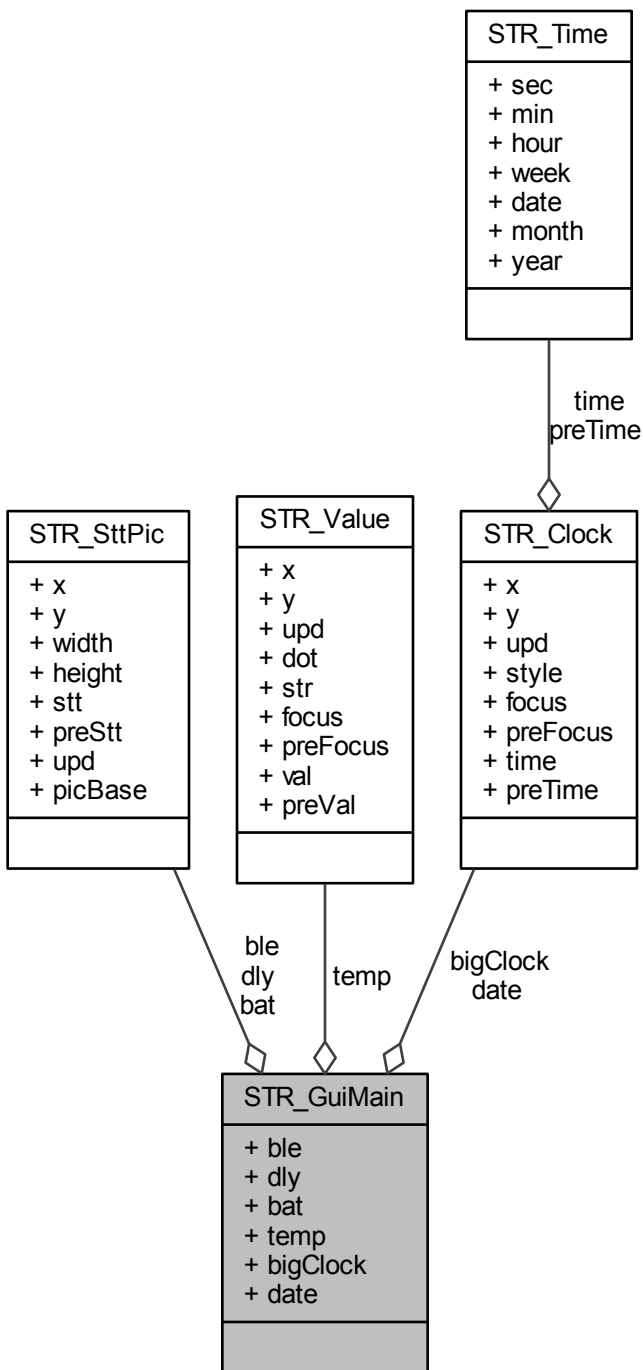 STR_Time
+ sec
+ min
+ hour
+ week
+ date
+ month
+ year
time
preTime
STR_SttPic
+ x
+ y
+ width
+ height
+ stt
+ preStt
+ upd
+ picBase
STR_Value
+ x
+ y
+ upd
+ dot
+ str
+ focus
+ preFocus
+ val
+ preVal
STR_Clock
+ x
+ y
+ upd
+ style
+ focus
+ preFocus
+ time
+ preTime
ble
dly
bat
temp
bigClock
date
STR_GuiMain
+ ble
+ dly
+ bat
+ temp
+ bigClock
+ date